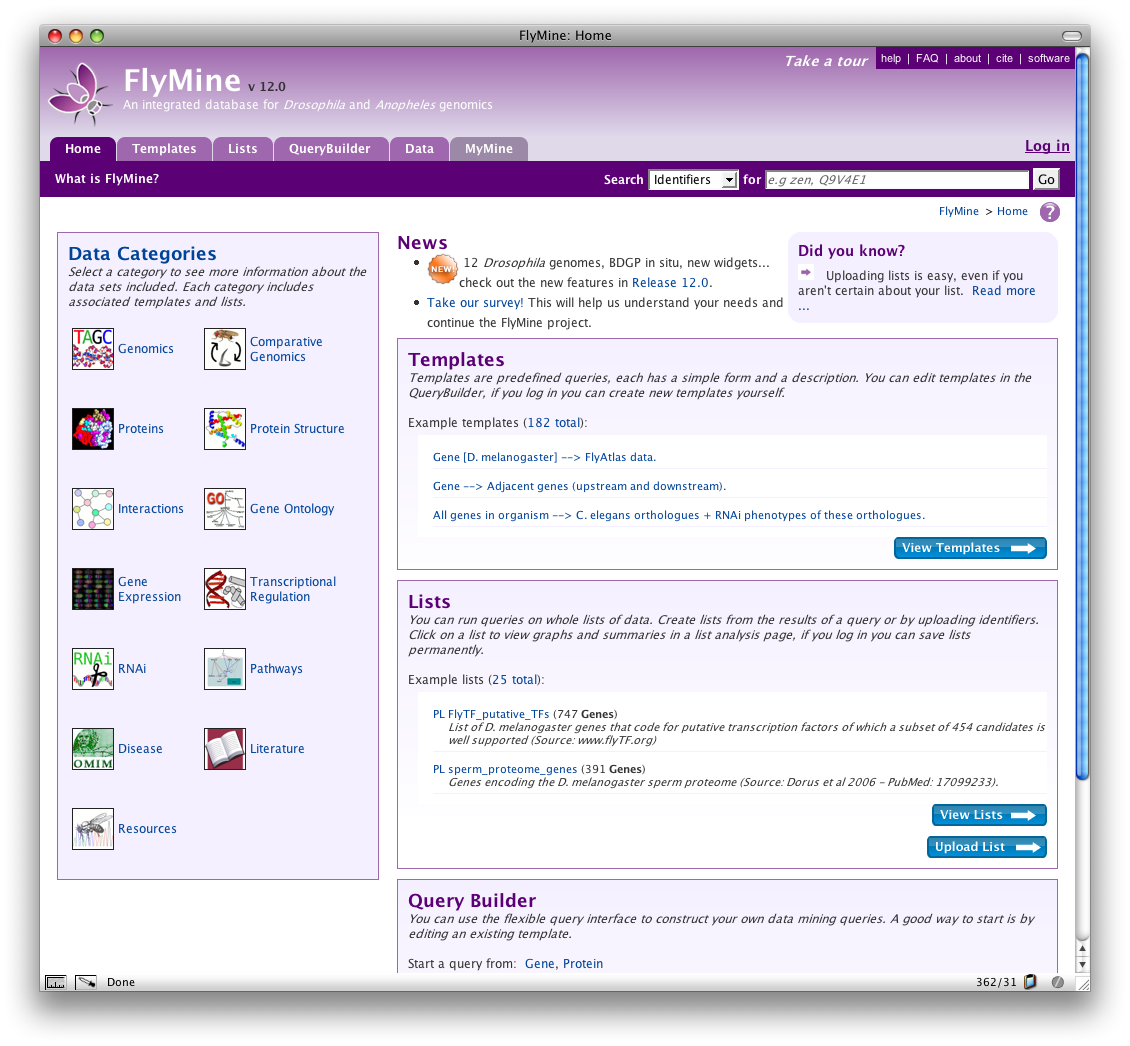 FlyMine: Home
Take a tour
help | FAQ | about | cite | software
FlyMine v 12.0
An integrated database for Drosophila and Anopheles genomics
Home Templates Lists QueryBuilder Data MyMine
Log in
What is FlyMine?
Search Identifiers for e.g zen, Q9V4E1 Go
FlyMine > Home ?
Data Categories
Select a category to see more information about the
data sets included. Each category includes
associated templates and lists.
TAGC
Genomics
Comparative
Genomics
Proteins
Protein Structure
Interactions
GO
Gene Ontology
Gene
Expression
Transcriptional
Regulation
RNAi
RNAi
Pathways
OMIM
Disease
Literature
Resources
News
NEW
12 Drosophila genomes, BDGP in situ, new widgets...
check out the new features in Release 12.0.
Take our survey! This will help us understand your needs and
continue the FlyMine project.
Did you know?
Uploading lists is easy, even if you
aren't certain about your list. Read more
...
Templates
Templates are predefined queries, each has a simple form and a description. You can edit templates in the
QueryBuilder, if you log in you can create new templates yourself.
Example templates (182 total):
Gene [D. melanogaster] --> FlyAtlas data.
Gene --> Adjacent genes (upstream and downstream).
All genes in organism --> C. elegans orthologues + RNAi phenotypes of these orthologues.
View Templates
Lists
You can run queries on whole lists of data. Create lists from the results of a query or by uploading identifiers.
Click on a list to view graphs and summaries in a list analysis page, if you log in you can save lists
permanently.
Example lists (25 total):
PL FlyTF_putative_TFs (747 Genes)
List of D. melanogaster genes that code for putative transcription factors of which a subset of 454 candidates is
well supported (Source: www.flyTF.org)
PL sperm_proteome_genes (391 Genes)
Genes encoding the D. melanogaster sperm proteome (Source: Dorus et al 2006 - PubMed: 17099233).
View Lists
Upload List
Query Builder
You can use the flexible query interface to construct your own data mining queries. A good way to start is by
editing an existing template.
Start a query from: Gene, Protein
Done
362/31